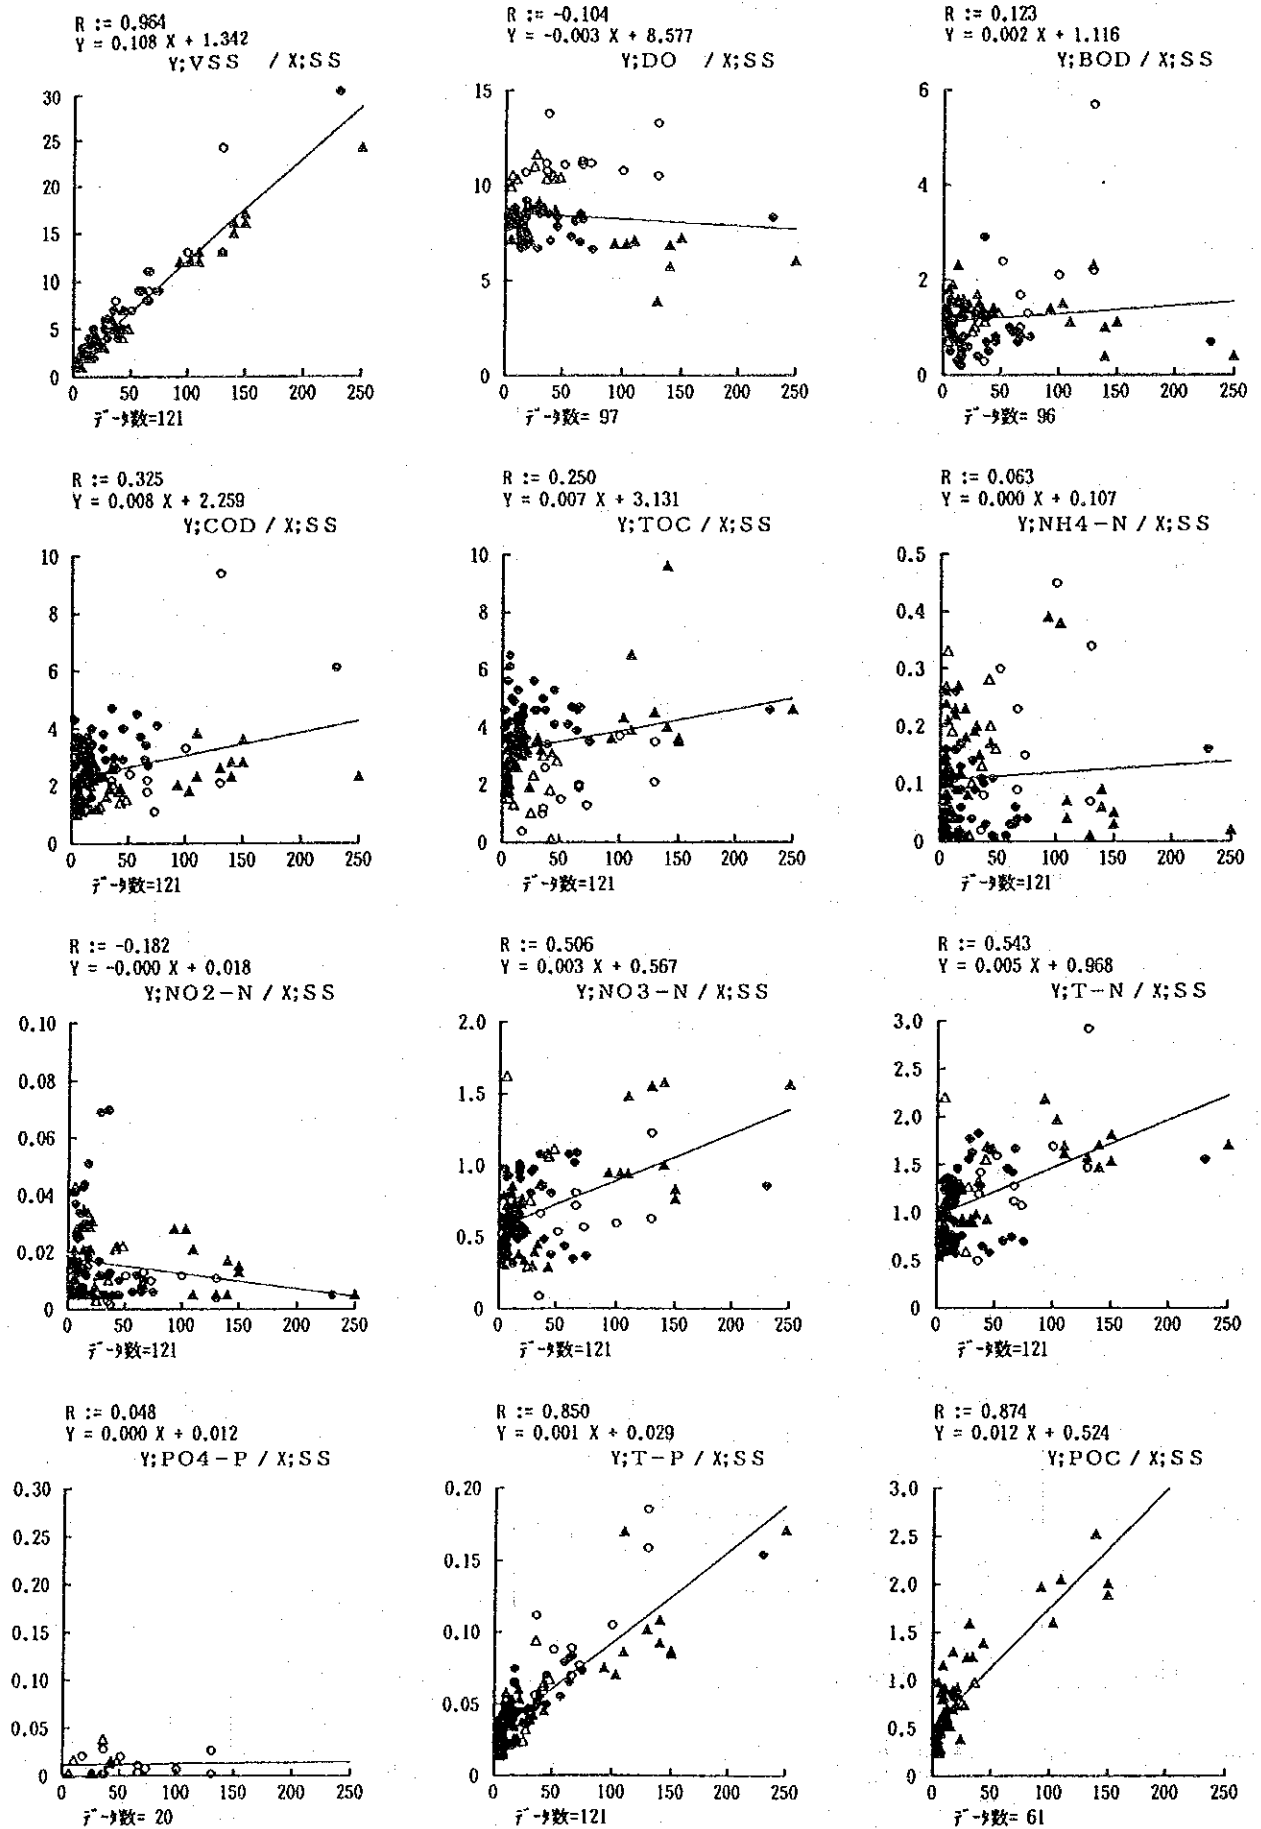 R := 0.964
Y = 0.108 X + 1.342
Y;VSS / X;SS
30
25
20
15
10
5
0
0 50 100 150 200 250
データ数=121
R := -0.104
Y = -0.003 X + 8.577
Y;DO / X;SS
15
10
5
0
0 50 100 150 200 250
データ数= 97
R := 0.123
Y = 0.002 X + 1.116
Y;BOD / X;SS
6
4
2
0
0 50 100 150 200 250
データ数= 96
R := 0.325
Y = 0.008 X + 2.259
Y;COD / X;SS
10
8
6
4
2
0
0 50 100 150 200 250
データ数=121
R := 0.250
Y = 0.007 X + 3.131
Y;TOC / X;SS
10
8
6
4
2
0
0 50 100 150 200 250
データ数=121
R := 0.063
Y = 0.000 X + 0.107
Y;NH4-N / X;SS
0.5
0.4
0.3
0.2
0.1
0
0 50 100 150 200 250
データ数=121
R := -0.182
Y = -0.000 X + 0.018
Y;NO2-N / X;SS
0.10
0.08
0.06
0.04
0.02
0
0 50 100 150 200 250
データ数=121
R := 0.506
Y = 0.003 X + 0.567
Y;NO3-N / X;SS
2.0
1.5
1.0
0.5
0
0 50 100 150 200 250
データ数=121
R := 0.543
Y = 0.005 X + 0.968
Y;T-N / X;SS
3.0
2.5
2.0
1.5
1.0
0.5
0
0 50 100 150 200 250
データ数=121
R := 0.048
Y = 0.000 X + 0.012
Y;PO4-P / X;SS
0.30
0.25
0.20
0.15
0.10
0.05
0
0 50 100 150 200 250
データ数= 20
R := 0.850
Y = 0.001 X + 0.029
Y;T-P / X;SS
0.20
0.15
0.10
0.05
0
0 50 100 150 200 250
データ数=121
R := 0.874
Y = 0.012 X + 0.524
Y;POC / X;SS
3.0
2.5
2.0
1.5
1.0
0.5
0
0 50 100 150 200 250
データ数= 61